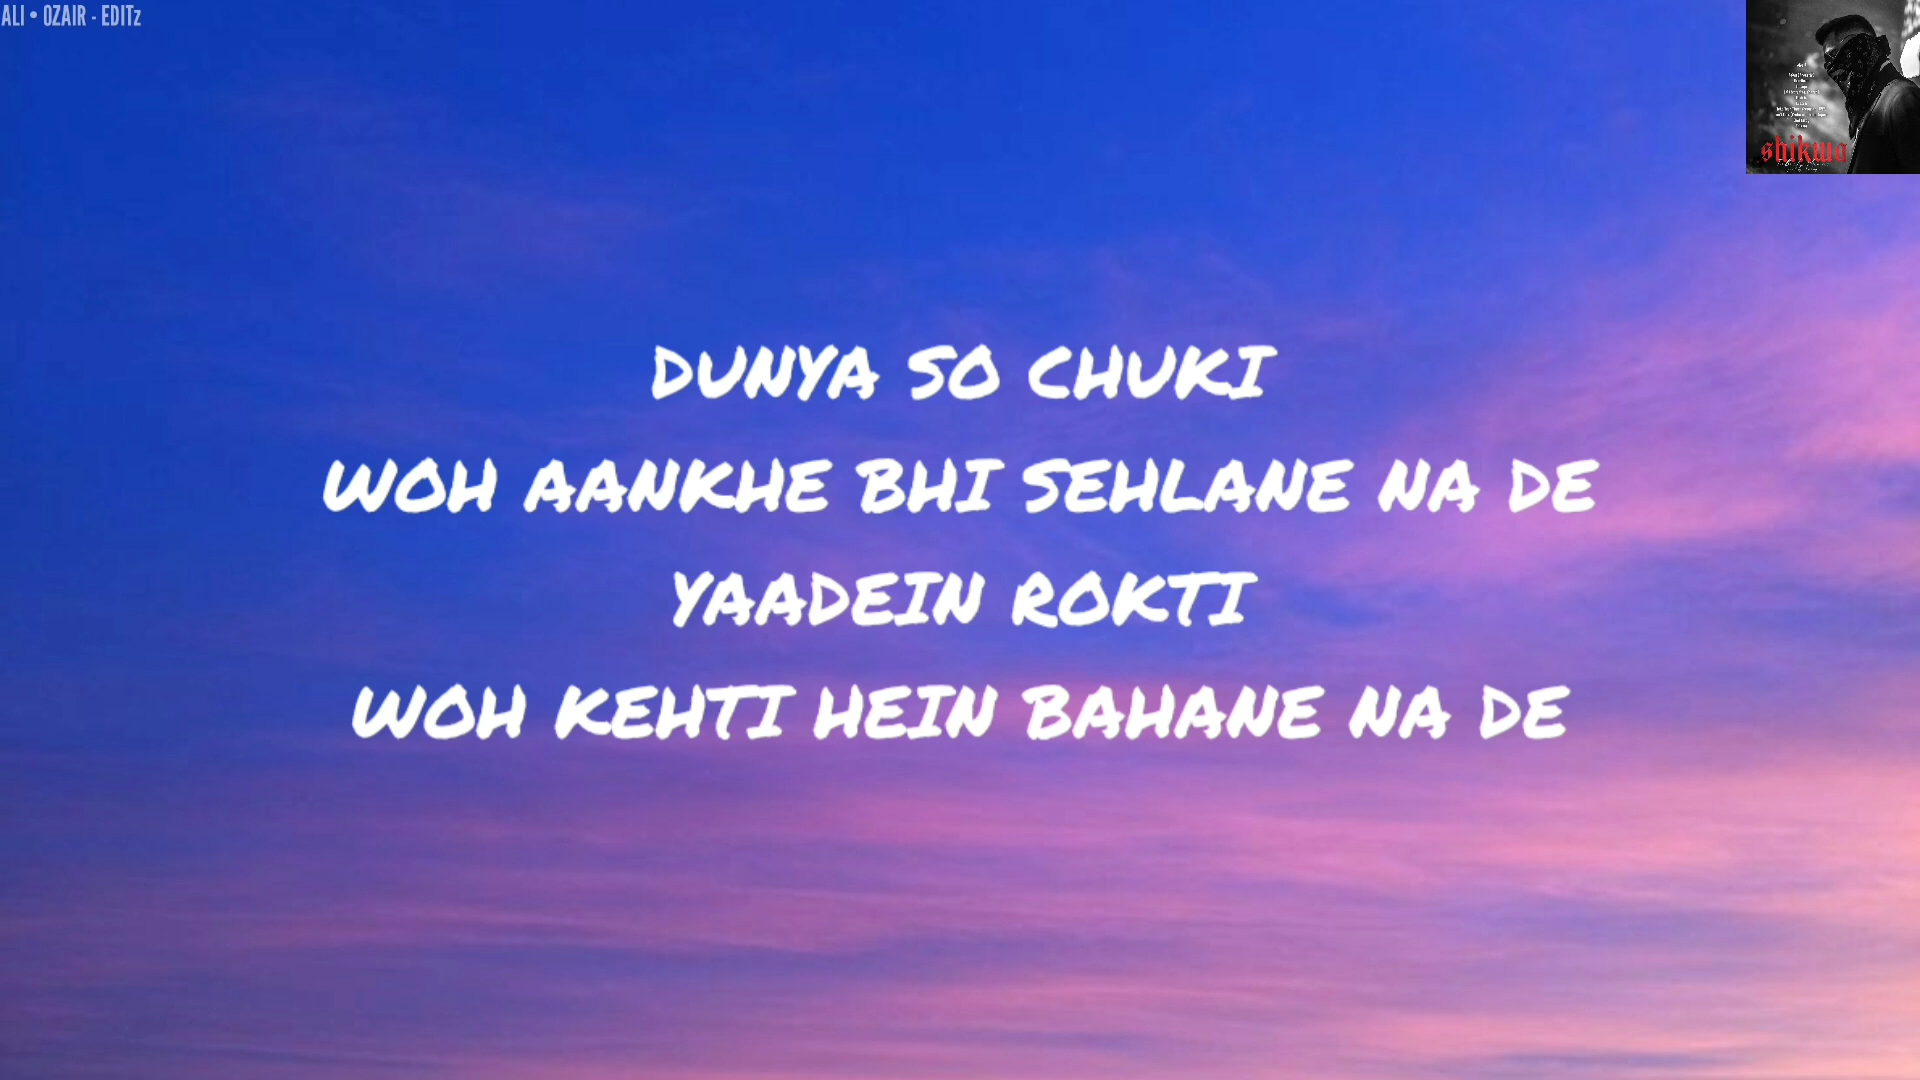 ALI • OZAIR - EDITz
shikwa
DUNYA SO CHUKI
WOH AANKHE BHI SEHLANE NA DE
YAADEIN ROKTI
WOH KEHTI HEIN BAHANE NA DE